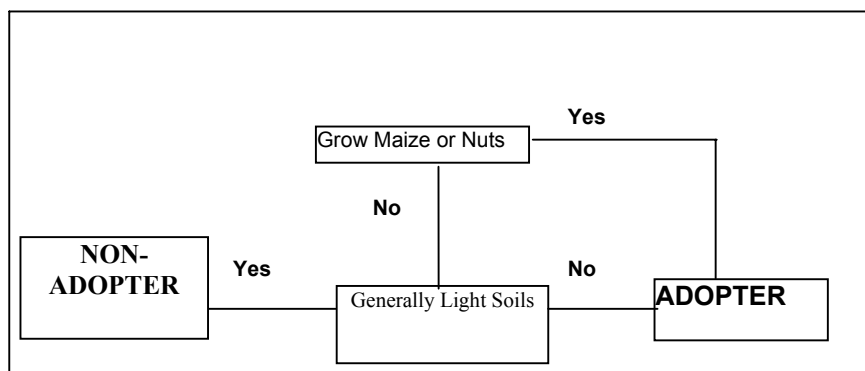 Yes
Grow Maize or Nuts
No
NON-
ADOPTER
Yes
Generally Light Soils
No
ADOPTER